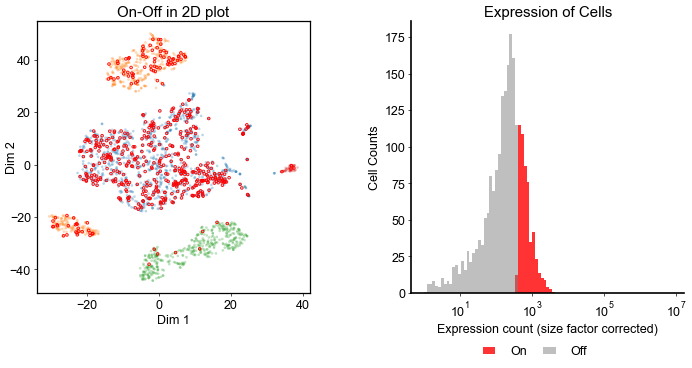 On-Off in 2D plot
Dim 2
40
20
0
−20
−40
−20
0
20
40
Dim 1
Expression of Cells
Cell Counts
175
150
125
100
75
50
25
0
10^1
10^3
10^5
10^7
Expression count (size factor corrected)
On
Off